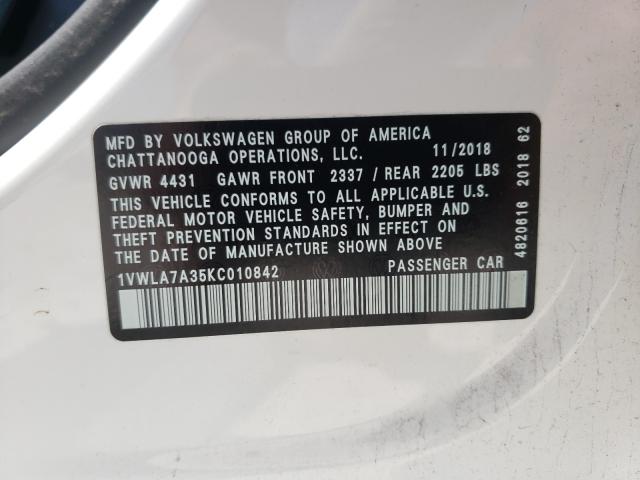 MFD BY VOLKSWAGEN GROUP OF AMERICA
CHATTANOOGA OPERATIONS, LLC. 11/2018
GVWR 4431 GAWR FRONT 2337 / REAR 2205 LBS
THIS VEHICLE CONFORMS TO ALL APPLICABLE U.S.
FEDERAL MOTOR VEHICLE SAFETY, BUMPER AND
THEFT PREVENTION STANDARDS IN EFFECT ON
THE DATE OF MANUFACTURE SHOWN ABOVE
1VWLA7A35KC010842 PASSENGER CAR
4820616 2018 62